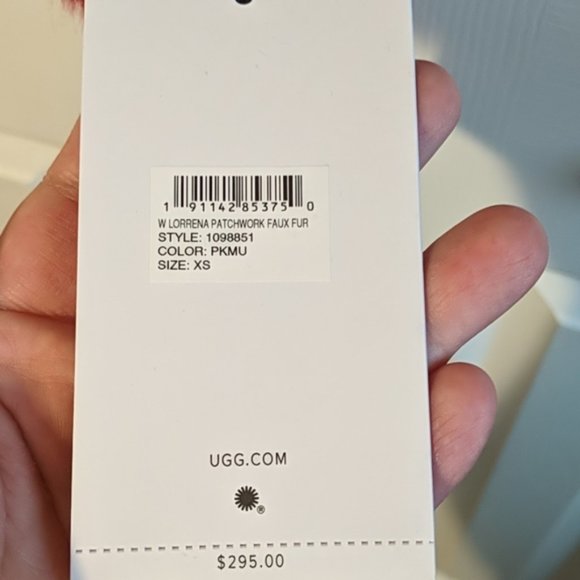 1 91142 85375 0
W LORRENA PATCHWORK FAUX FUR
STYLE: 1098851
COLOR: PKMU
SIZE: XS
UGG.COM
®
$295.00